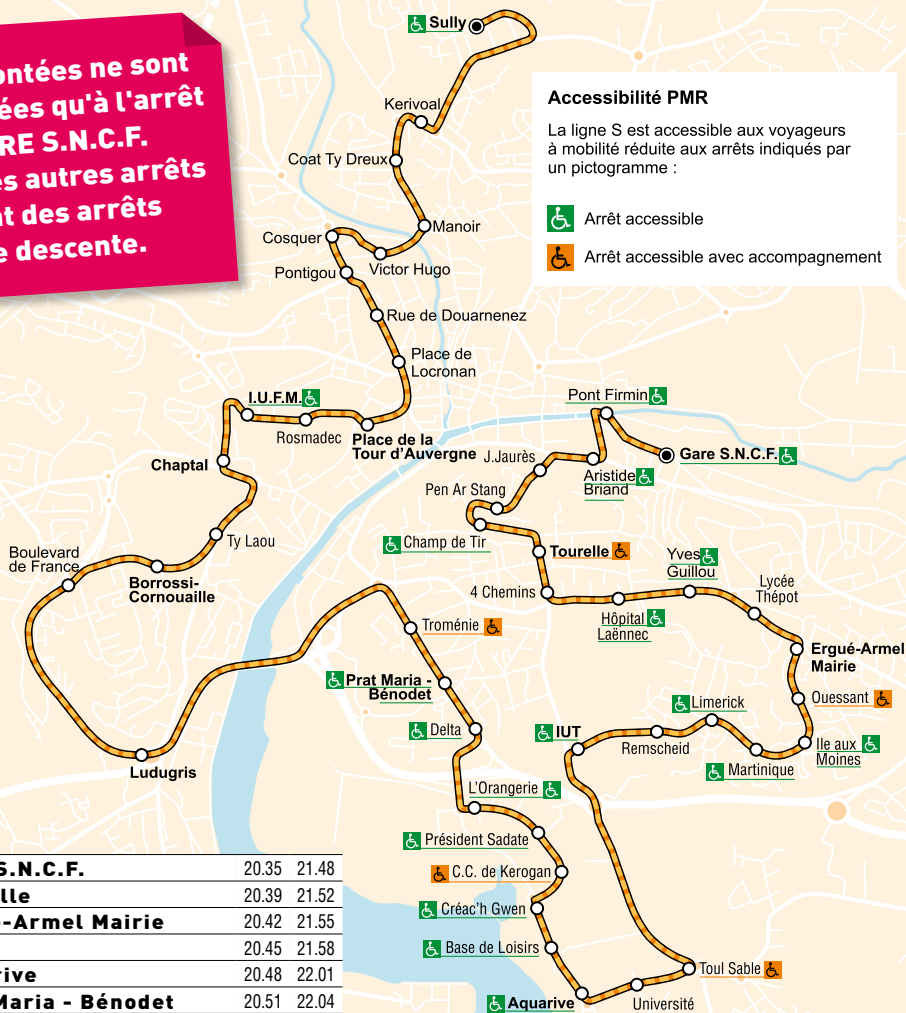 ne sont
qu'à l'arrêt
S.N.C.F.
autres arrêts
des arrêts
descente.
Sully
Kerivoal
Coat Ty Dreux
Manoir
Cosquer
Victor Hugo
Pontigou
Rue de Douarnenez
Place de
Locronan
Accessibilité PMR
La ligne S est accessible aux voyageurs
à mobilité réduite aux arrêts indiqués par
un pictogramme :
Arrêt accessible
Arrêt accessible avec accompagnement
I.U.F.M.
Rosmadec
Place de la
Tour d'Auvergne
Chaptal
Ty Laou
Boulevard
de France
Borrossi-
Cornouaille
Ludugris
Pont Firmin
Gare S.N.C.F.
J.Jaurès
Aristide
Briand
Pen Ar Stang
Champ de Tir
Tourelle
4 Chemins
Yves
Guillou
Hôpital
Laënnec
Lycée
Thépot
Ergué-Armel
Mairie
Ouessant
Ile aux
Moines
Martinique
Limerick
Remscheid
IUT
Troménie
Prat Maria -
Bénodet
Delta
L'Orangerie
Président Sadate
C.C. de Kerogan
Créac'h Gwen
Base de Loisirs
Aquarive
Université
Toul Sable
S.N.C.F. 20.35 21.48
20.39 21.52
-Armel Mairie 20.42 21.55
20.45 21.58
20.48 22.01
Maria - Bénodet 20.51 22.04